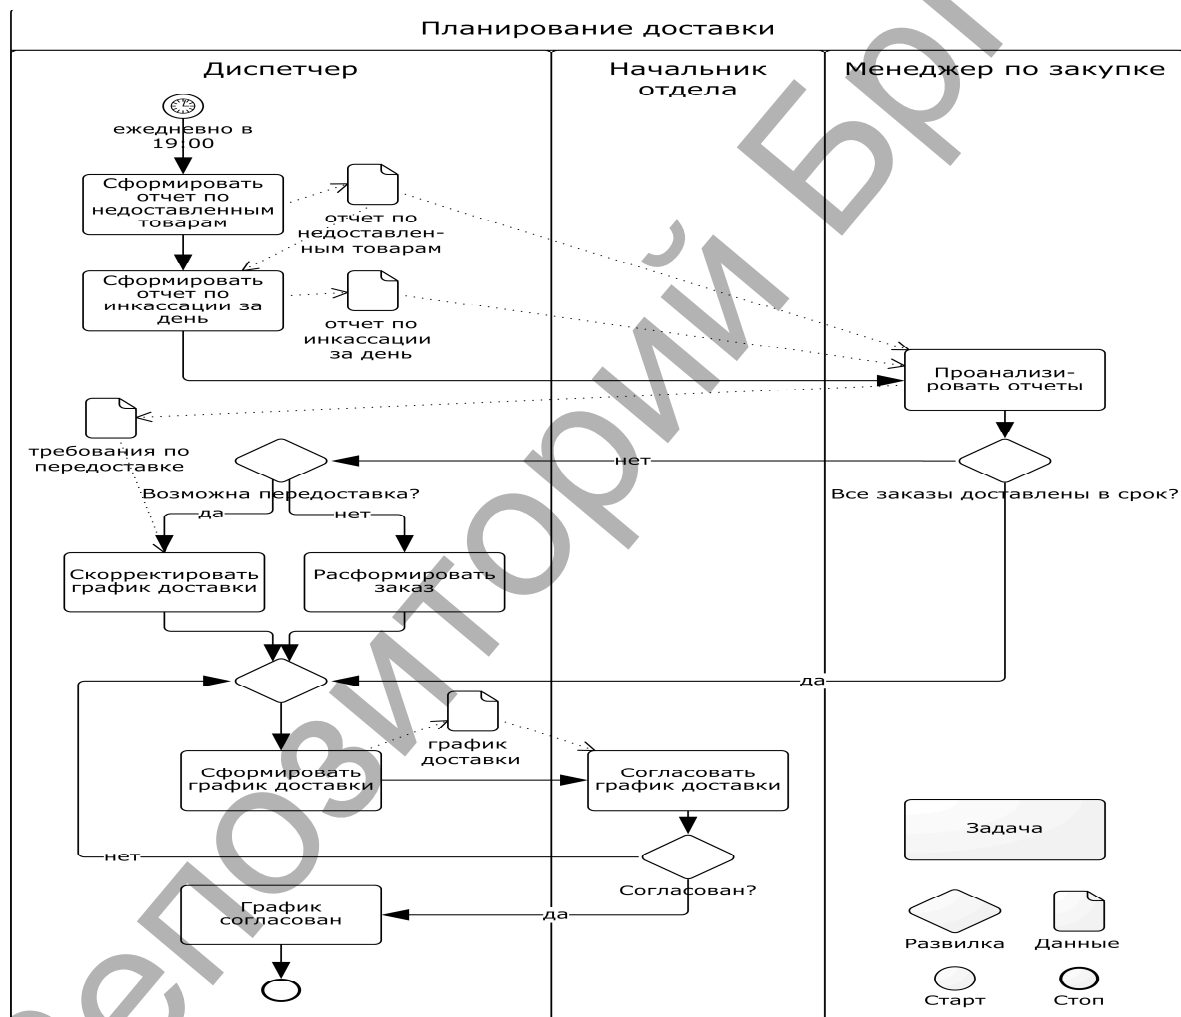 Планирование доставки
Диспетчер
Начальник
отдела
Менеджер по закупке
ежедневно в
19:00
Сформировать
отчет по
недоставленным
товарам
отчет по
недоставлен-
ным товарам
Сформировать
отчет по
инкассации за
день
отчет по
инкассации
за день
Проанализи-
ровать отчеты
требования по
передоставке
нет
Возможна передоставка?
Все заказы доставлены в срок?
да
нет
Скорректировать
график доставки
Расформировать
заказ
да
график
доставки
Сформировать
график доставки
Согласовать
график доставки
нет
Согласован?
да
График
согласован
Задача
Развилка
Данные
Старт
Стоп